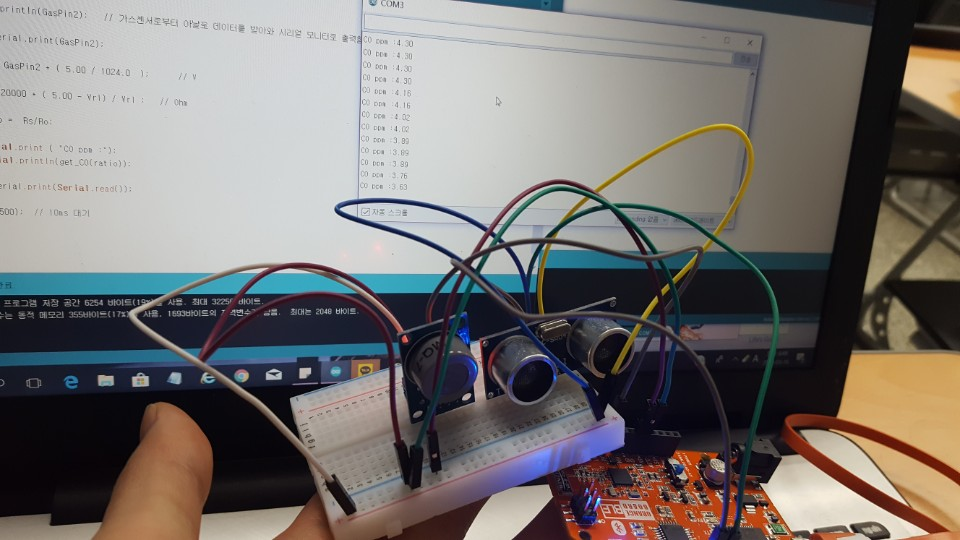 println(GasPin2);   // 가스센서로부터 아날로 데이터를 받아와 시리얼 모니터로 출력함
erial.print(GasPin2);
GasPin2 * ( 5.00 / 1024.0 );      // V
20000 * ( 5.00 - Vrl) / Vrl ;   // Ohm
=  Rs/Ro;
al.print ( "CO ppm :");
ial.println(get_CO(ratio));
erial.print(Serial.read());
500);  // 10ms 대기
COM3
CO ppm :4.30
CO ppm :4.30
CO ppm :4.30
CO ppm :4.30
CO ppm :4.16
CO ppm :4.16
CO ppm :4.02
CO ppm :4.02
CO ppm :3.89
CO ppm :3.89
CO ppm :3.89
CO ppm :3.76
CO ppm :3.63
자동 스크롤
프로그램 저장 공간 6254 바이트(19%) 사용. 최대 32256 바이트.
수는 동적 메모리 355바이트(17%) 사용. 1693바이트의 남음. 최대는 2048 바이트.